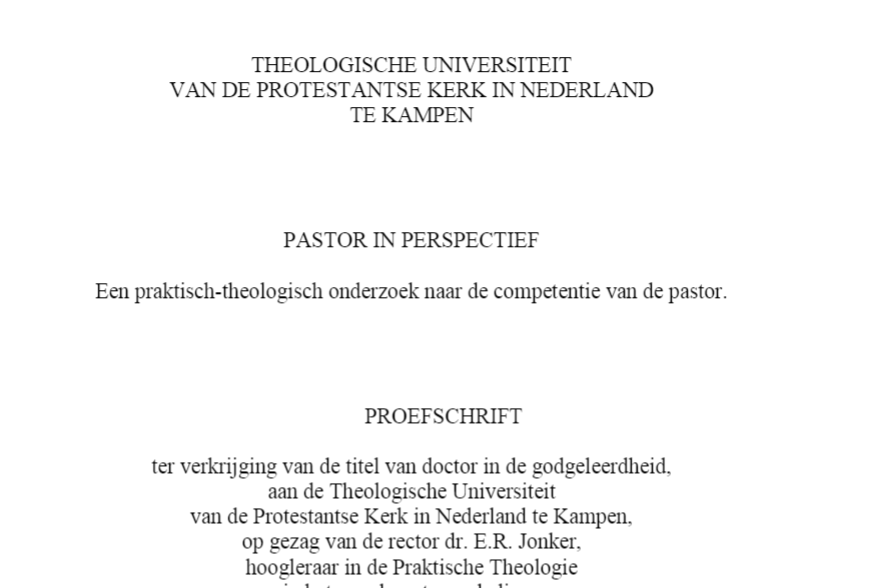 THEOLOGISCHE UNIVERSITEIT
VAN DE PROTESTANTSE KERK IN NEDERLAND
TE KAMPEN
PASTOR IN PERSPECTIEF
Een praktisch-theologisch onderzoek naar de competentie van de pastor.
PROEFSCHRIFT
ter verkrijging van de titel van doctor in de godgeleerdheid,
aan de Theologische Universiteit
van de Protestantse Kerk in Nederland te Kampen,
op gezag van de rector dr. E.R. Jonker,
hoogleraar in de Praktische Theologie